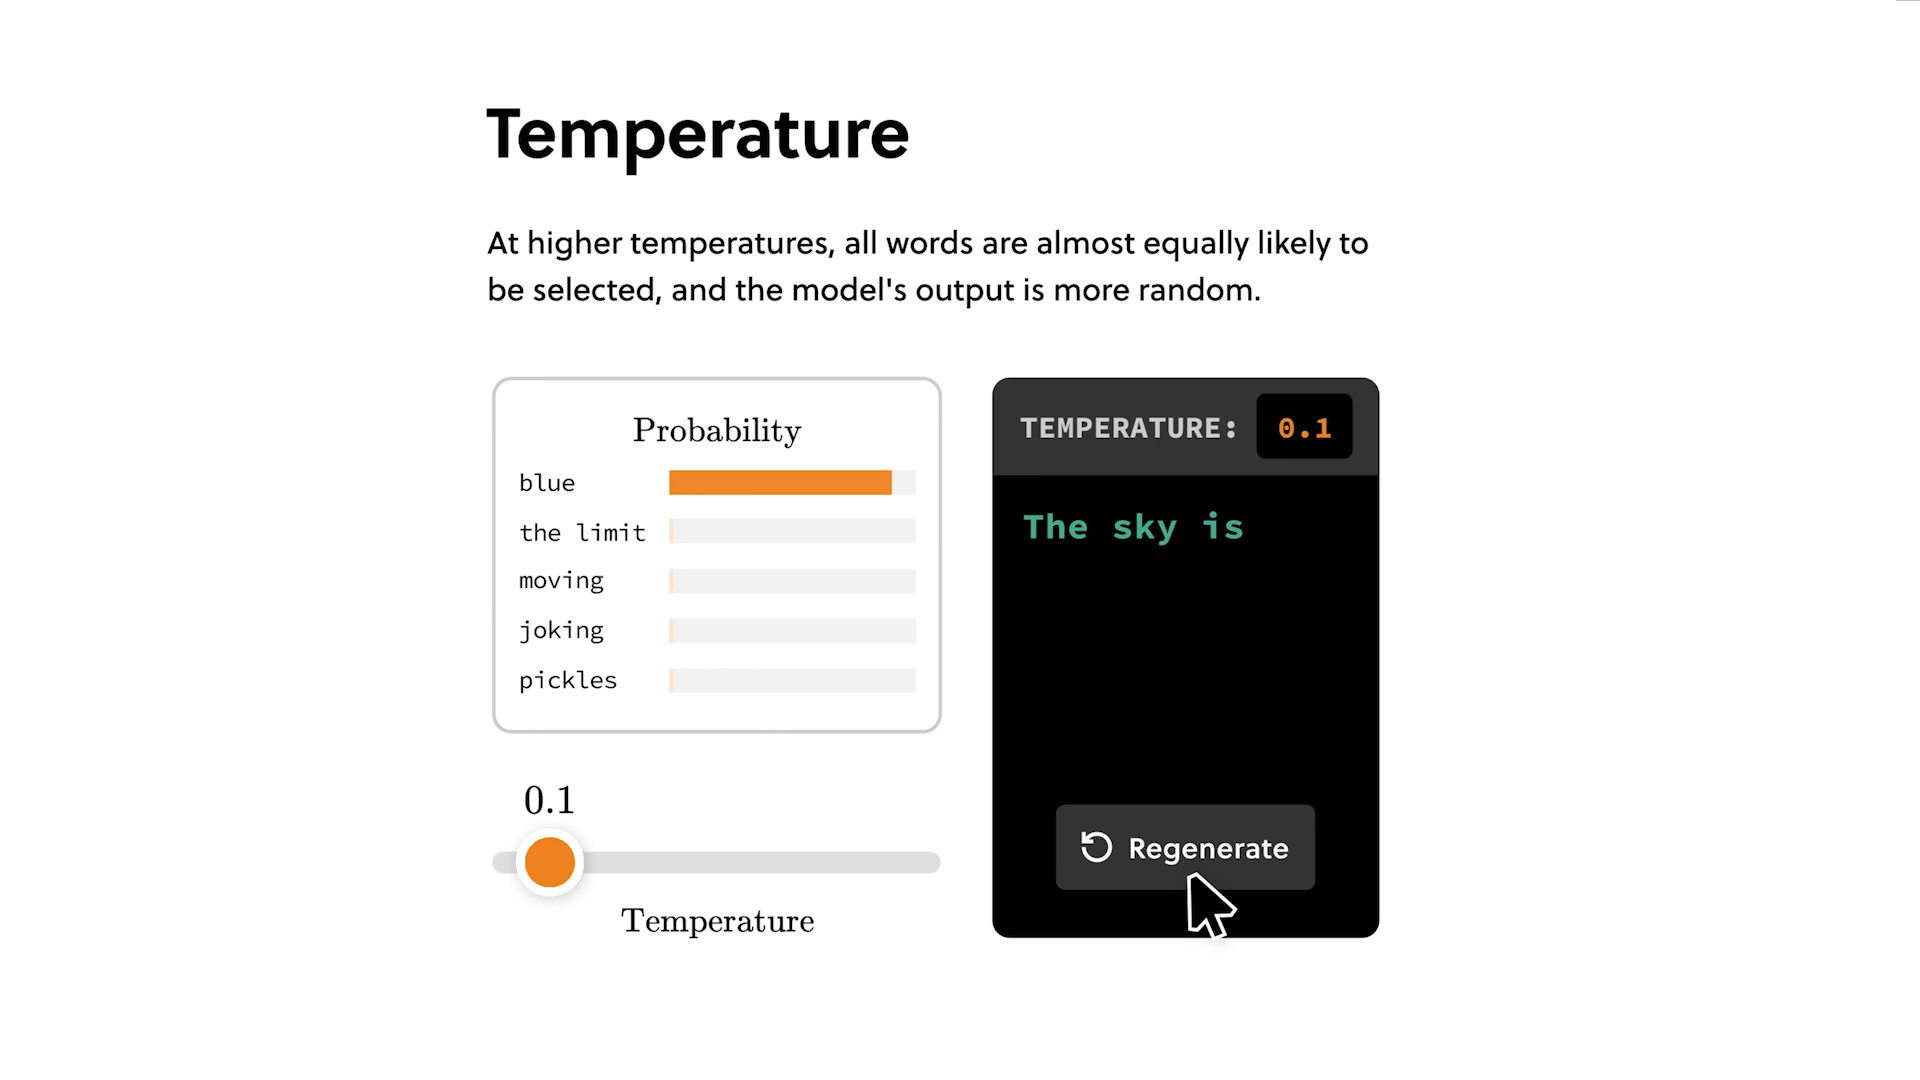 Temperature
At higher temperatures, all words are almost equally likely to
be selected, and the model's output is more random.
Probability
blue
the limit
moving
joking
pickles
0.1
Temperature
TEMPERATURE: 0.1
The sky is
Regenerate